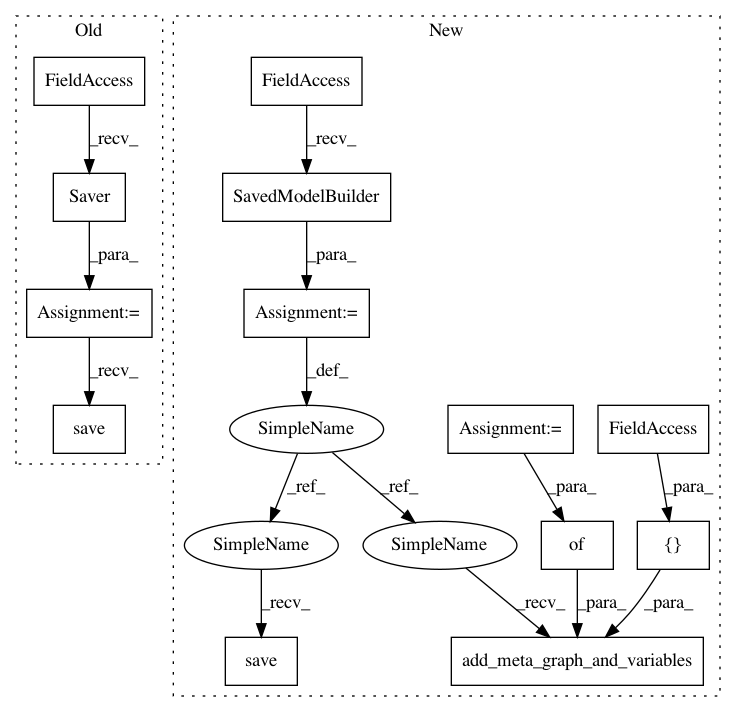 Old
New
FieldAccess
FieldAccess
_recv_
_recv_
Saver
SavedModelBuilder
_para_
_para_
Assignment:=
Assignment:=
_recv_
_def_
save
SimpleName
Assignment:=
FieldAccess
_ref_
_ref_
_para_
_para_
SimpleName
SimpleName
of
{}
_recv_
_recv_
_para_
_para_
save
add_meta_graph_and_variables